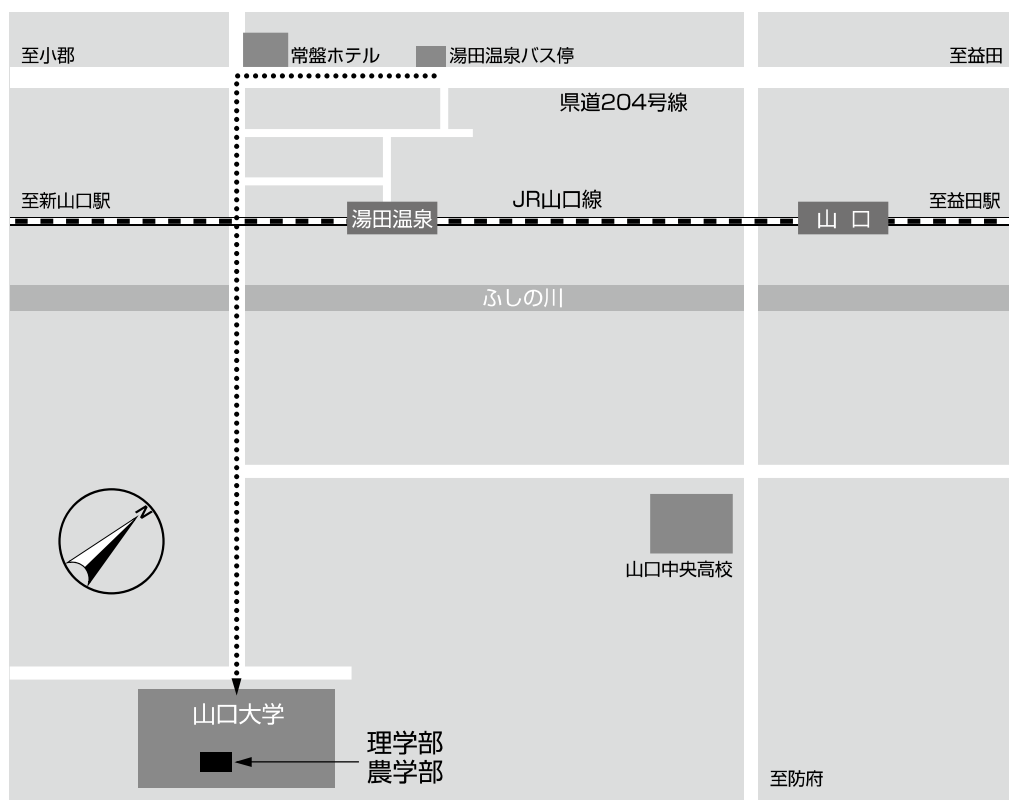 至小郡
常盤ホテル
湯田温泉バス停
至益田
県道204号線
至新山口駅
JR山口線
至益田駅
湯田温泉
山口
ふしの川
N
山口中央高校
山口大学
理学部
農学部
至防府